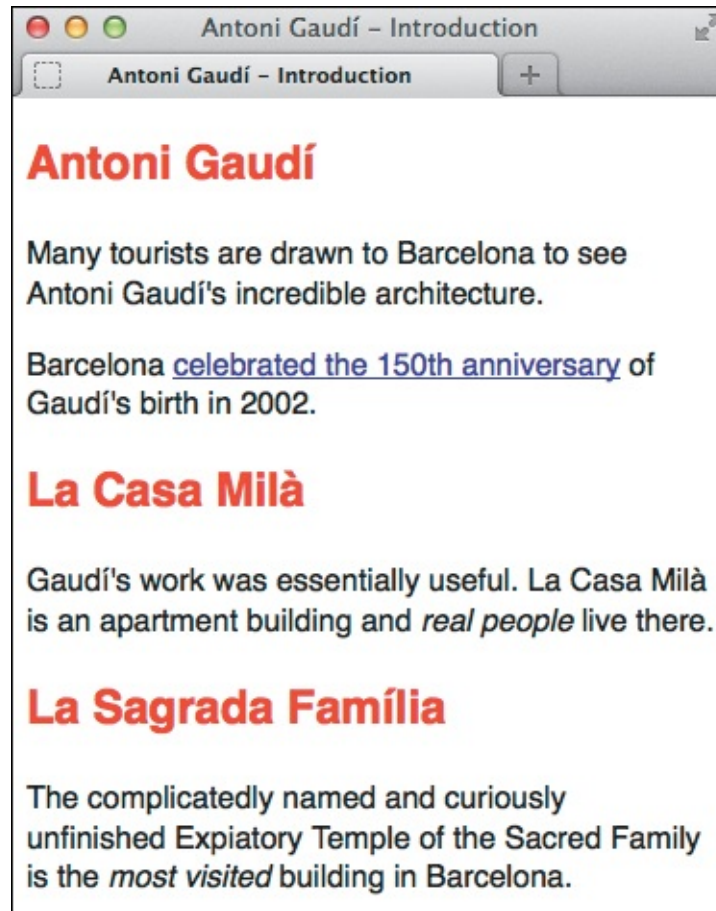 Antoni Gaudí – Introduction
Antoni Gaudí – Introduction
+
Antoni Gaudí
Many tourists are drawn to Barcelona to see
Antoni Gaudí's incredible architecture.
Barcelona celebrated the 150th anniversary of
Gaudí's birth in 2002.
La Casa Milà
Gaudí's work was essentially useful. La Casa Milà
is an apartment building and real people live there.
La Sagrada Família
The complicatedly named and curiously
unfinished Expiatory Temple of the Sacred Family
is the most visited building in Barcelona.